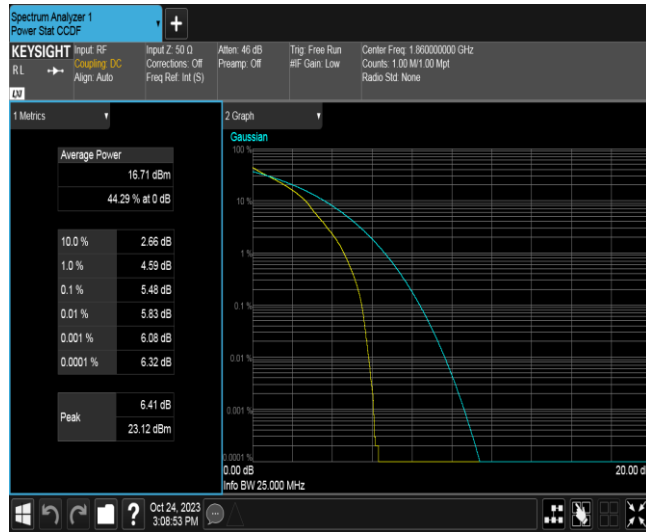 Spectrum Analyzer 1
Power Stat CCDF
+
KEYSIGHT
R L
LXI
Input: RF
Coupling: DC
Align: Auto
Input Z: 50 Ω
Corrections: Off
Freq Ref: Int (S)
Atten: 46 dB
Preamp: Off
Trig: Free Run
#IF Gain: Low
Center Freq: 1.860000000 GHz
Counts: 1.00 M/1.00 Mpt
Radio Std: None
1 Metrics
Average Power
16.71 dBm
44.29 % at 0 dB
10.0 % 2.66 dB
1.0 % 4.59 dB
0.1 % 5.48 dB
0.01 % 5.83 dB
0.001 % 6.08 dB
0.0001 % 6.32 dB
Peak
6.41 dB
23.12 dBm
2 Graph
Gaussian
100 %
10 %
1 %
0.1 %
0.01 %
0.001 %
0.0001 %
0.00 dB
20.00 d
Info BW 25.000 MHz
?
Oct 24, 2023
3:08:53 PM